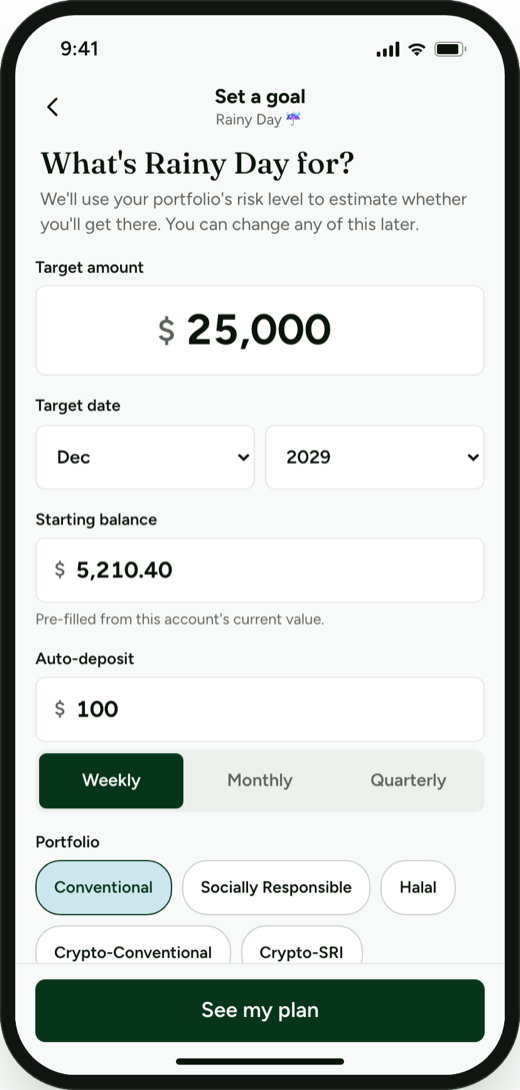 9:41
Set a goal
Rainy Day ☔
What's Rainy Day for?
We'll use your portfolio's risk level to estimate whether
you'll get there. You can change any of this later.
Target amount
$ 25,000
Target date
Dec 2029
Starting balance
$ 5,210.40
Pre-filled from this account's current value.
Auto-deposit
$ 100
Weekly Monthly Quarterly
Portfolio
Conventional Socially Responsible Halal
Crypto-Conventional Crypto-SRI
See my plan